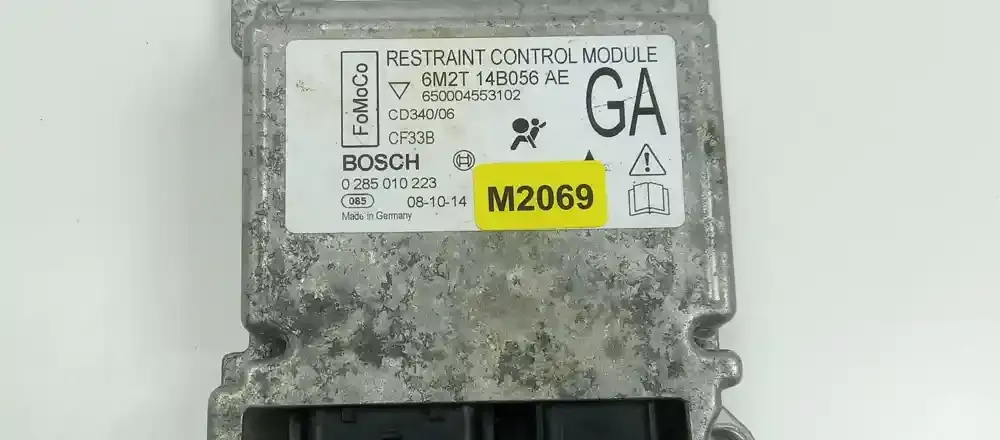 FoMoCo
RESTRAINT CONTROL MODULE
6M2T 14B056 AE
650004553102
CD340/06
CF33B
GA
BOSCH
0 285 010 223
085 08-10-14
Made in Germany
M2069